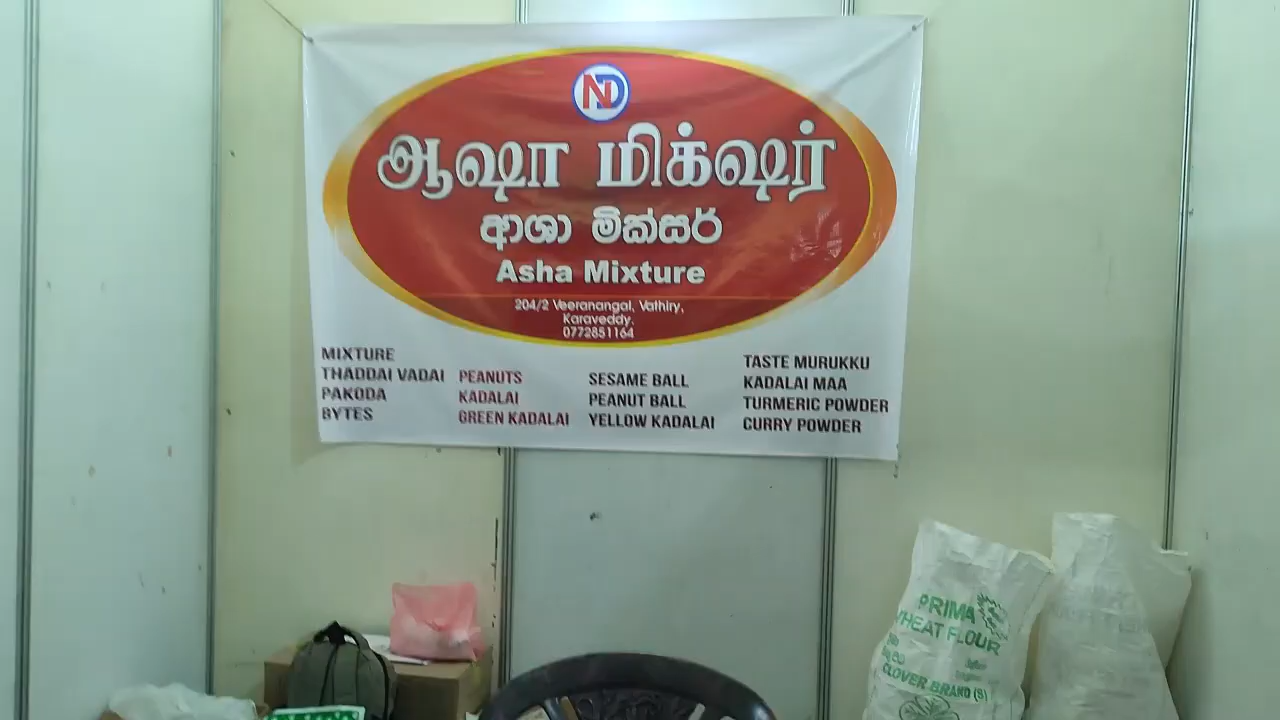 ND
ஆஷா மிக்ஷர்
ආශා මික්සර්
Asha Mixture
204/2 Veeranangal, Vathiry,
Karaveddy,
0772851164
MIXTURE
THADDAI VADAI
PAKODA
BYTES
PEANUTS
KADALAI
GREEN KADALAI
SESAME BALL
PEANUT BALL
YELLOW KADALAI
TASTE MURUKKU
KADALAI MAA
TURMERIC POWDER
CURRY POWDER
PRIMA
WHEAT FLOUR
CLOVER BRAND (S)